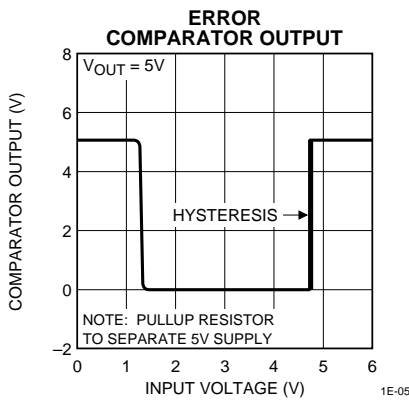 ERROR
COMPARATOR OUTPUT
8
VOUT = 5V
6
4
HYSTERESIS
2
0
NOTE: PULLUP RESISTOR
TO SEPARATE 5V SUPPLY
–2
0 1 2 3 4 5 6
COMPARATOR OUTPUT (V)
INPUT VOLTAGE (V)
1E-05